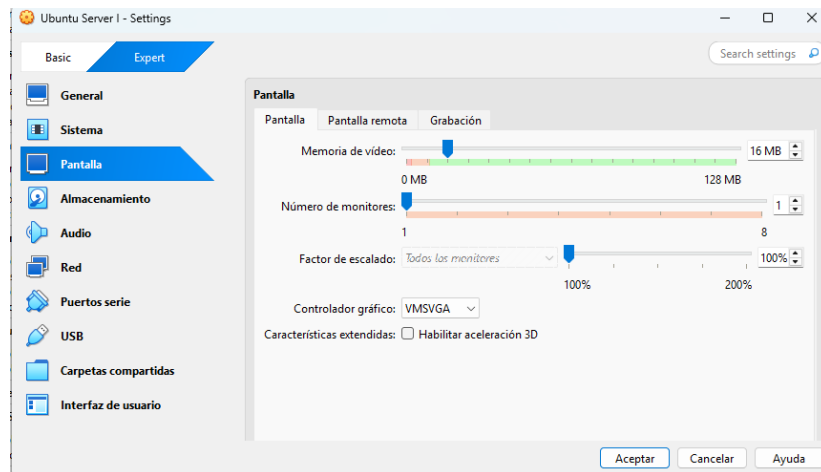 Ubuntu Server I - Settings
Basic
Expert
Search settings
General
Sistema
Pantalla
Almacenamiento
Audio
Red
Puertos serie
USB
Carpetas compartidas
Interfaz de usuario
Pantalla
Pantalla
Pantalla remota
Grabación
Memoria de vídeo:
16 MB
0 MB
128 MB
Número de monitores:
1
1
8
Factor de escalado:
Todos los monitores
100%
100%
200%
Controlador gráfico:
VMSVGA
Características extendidas:
Habilitar aceleración 3D
Aceptar
Cancelar
Ayuda